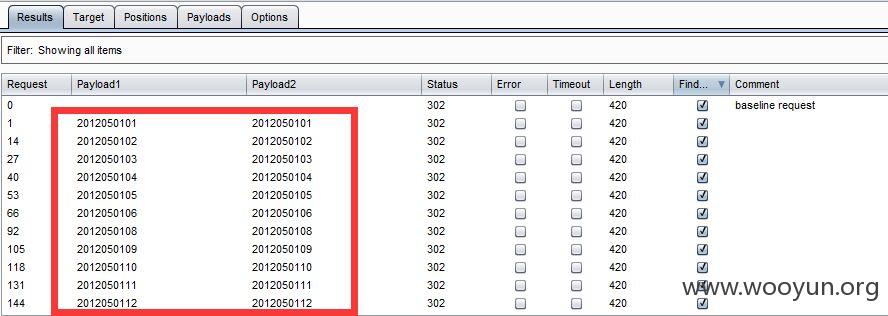 Results Target Positions Payloads Options
Filter: Showing all items
Request Payload1 Payload2 Status Error Timeout Length Find... Comment
0 302 420 baseline request
1 2012050101 2012050101 302 420
14 2012050102 2012050102 302 420
27 2012050103 2012050103 302 420
40 2012050104 2012050104 302 420
53 2012050105 2012050105 302 420
66 2012050106 2012050106 302 420
92 2012050108 2012050108 302 420
105 2012050109 2012050109 302 420
118 2012050110 2012050110 302 420
131 2012050111 2012050111 302 420
144 2012050112 2012050112 302 420
www.wooyun.org